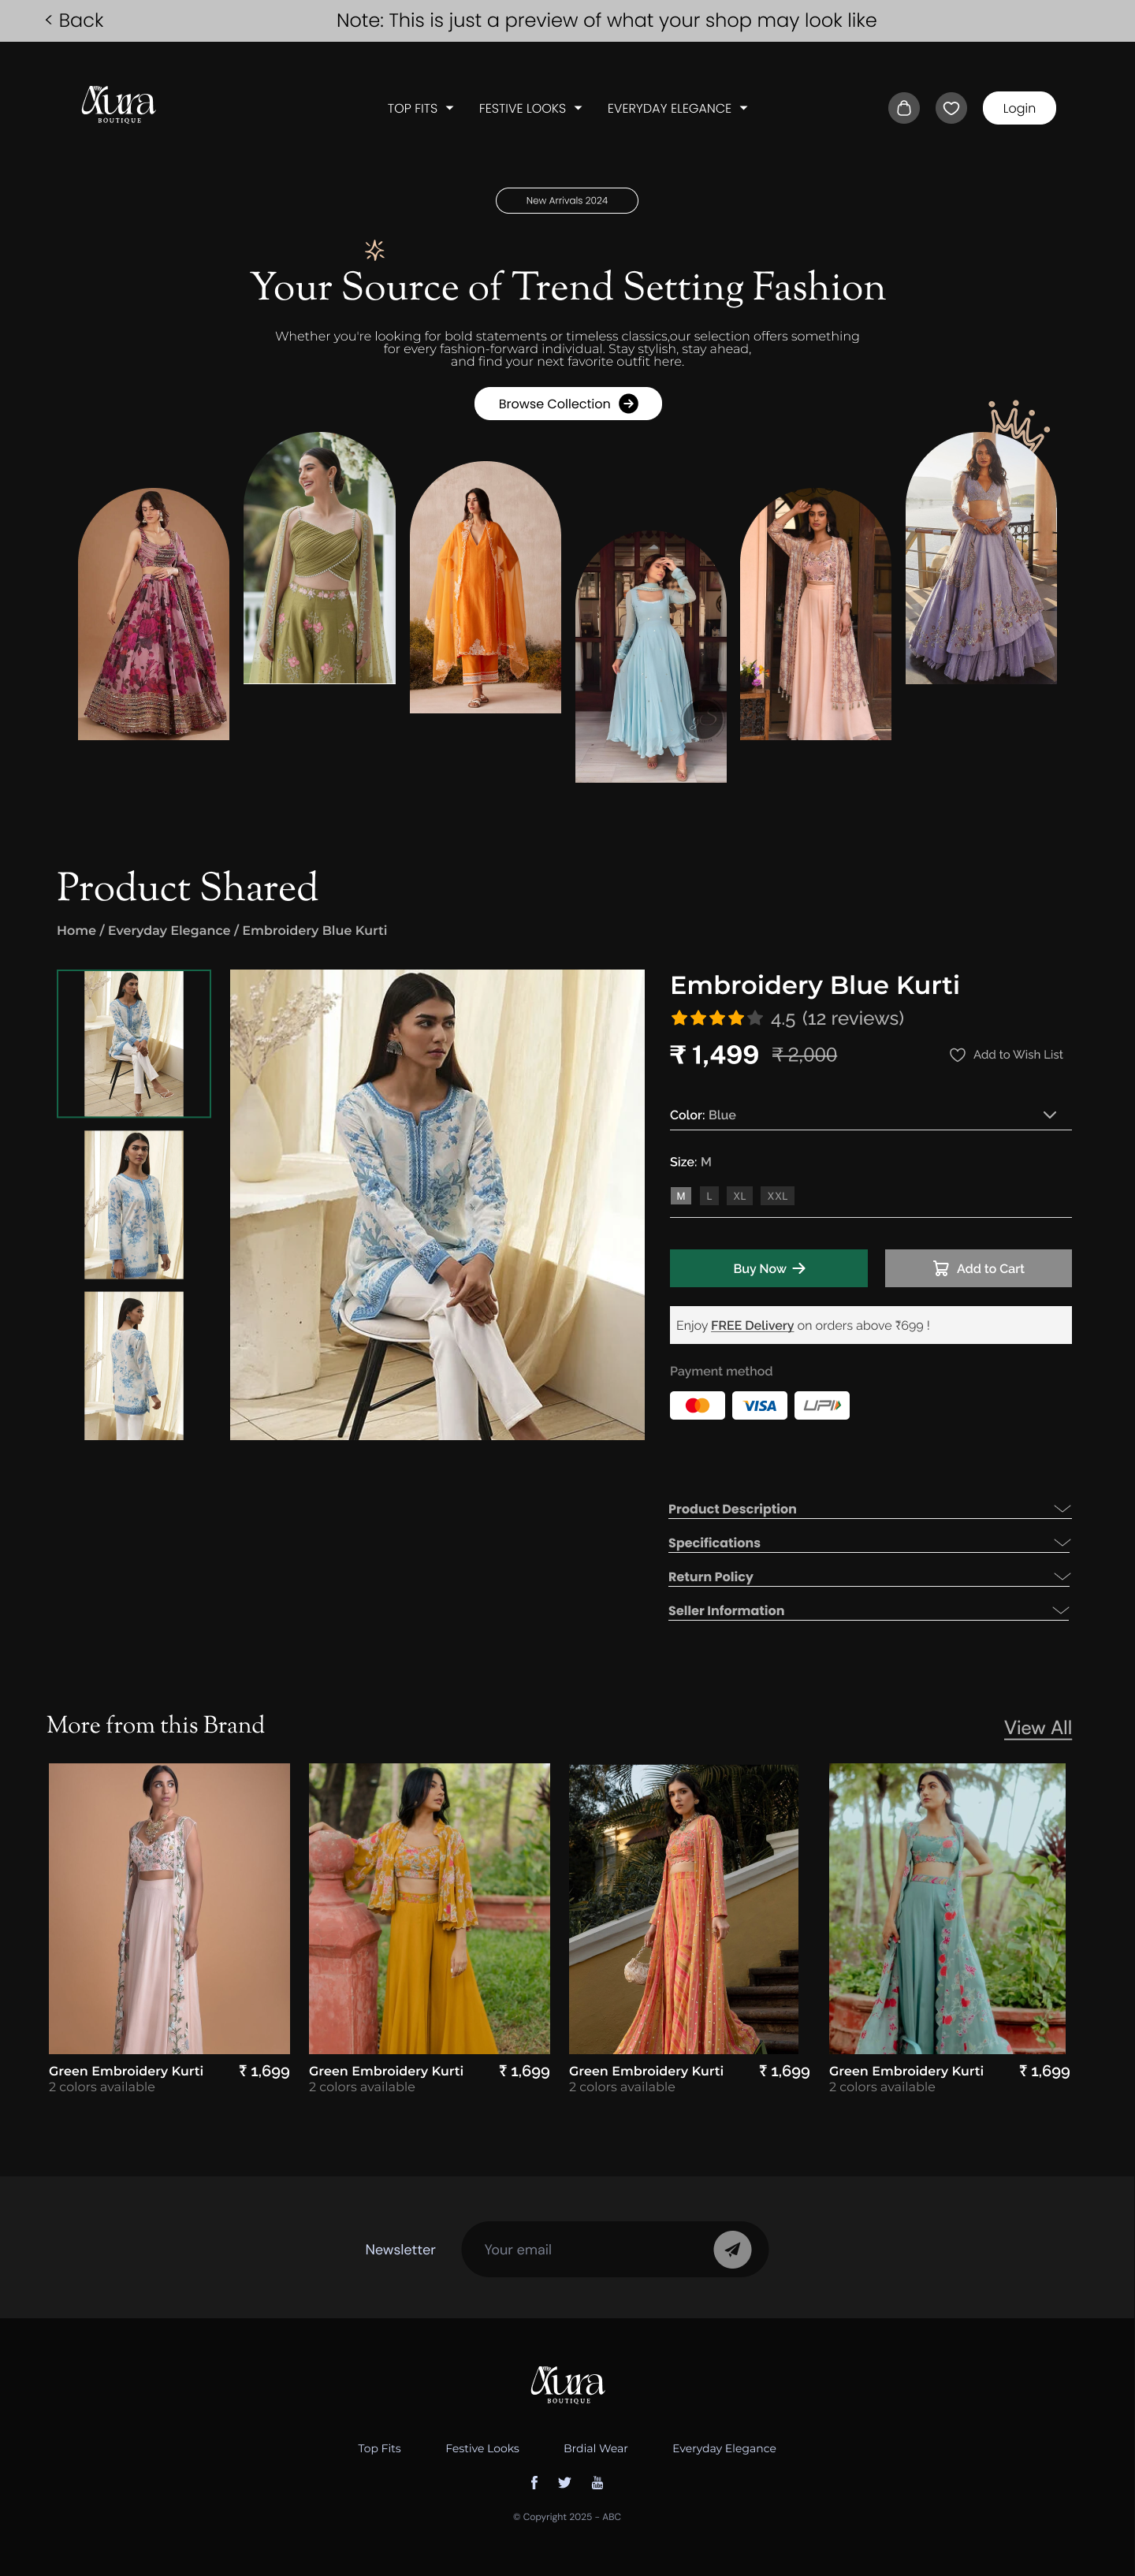 < Back
Note: This is just a preview of what your shop may look like
Aura
BOUTIQUE
TOP FITS
FESTIVE LOOKS
EVERYDAY ELEGANCE
Login
New Arrivals 2024
Your Source of Trend Setting Fashion
Whether you're looking for bold statements or timeless classics,our selection offers something
for every fashion-forward individual. Stay stylish, stay ahead,
and find your next favorite outfit here.
Browse Collection
Product Shared
Home / Everyday Elegance / Embroidery Blue Kurti
Embroidery Blue Kurti
4.5 (12 reviews)
₹ 1,499 ₹ 2,000
Add to Wish List
Color: Blue
Size: M
M L XL XXL
Buy Now
Add to Cart
Enjoy FREE Delivery on orders above ₹699 !
Payment method
VISA
UPI
Product Description
Specifications
Return Policy
Seller Information
More from this Brand
View All
Green Embroidery Kurti ₹ 1,699
2 colors available
Green Embroidery Kurti ₹ 1,699
2 colors available
Green Embroidery Kurti ₹ 1,699
2 colors available
Green Embroidery Kurti ₹ 1,699
2 colors available
Newsletter
Your email
Aura
BOUTIQUE
Top Fits
Festive Looks
Brdial Wear
Everyday Elegance
You Tube
© Copyright 2025 - ABC